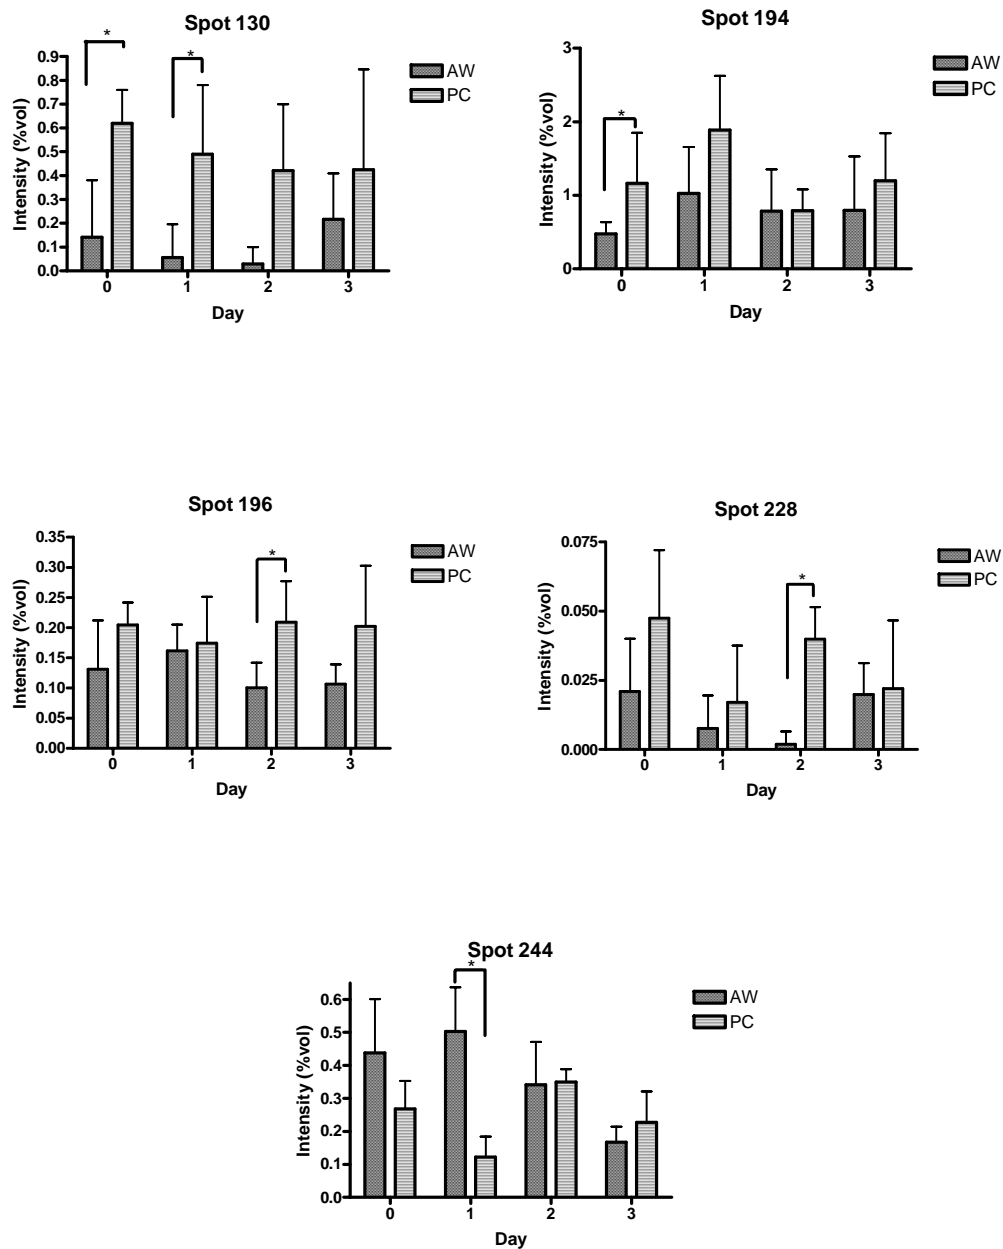 Spot 130
*
*
0.9
0.8
0.7
0.6
0.5
0.4
0.3
0.2
0.1
0.0
Intensity (%vol)
0 1 2 3
Day
AW
PC
Spot 194
*
3
2
1
0
Intensity (%vol)
0 1 2 3
Day
AW
PC
Spot 196
*
0.35
0.30
0.25
0.20
0.15
0.10
0.05
0.00
Intensity (%vol)
0 1 2 3
Day
AW
PC
Spot 228
*
0.075
0.050
0.025
0.000
Intensity (%vol)
0 1 2 3
Day
AW
PC
Spot 244
*
0.6
0.5
0.4
0.3
0.2
0.1
0.0
Intensity (%vol)
0 1 2 3
Day
AW
PC